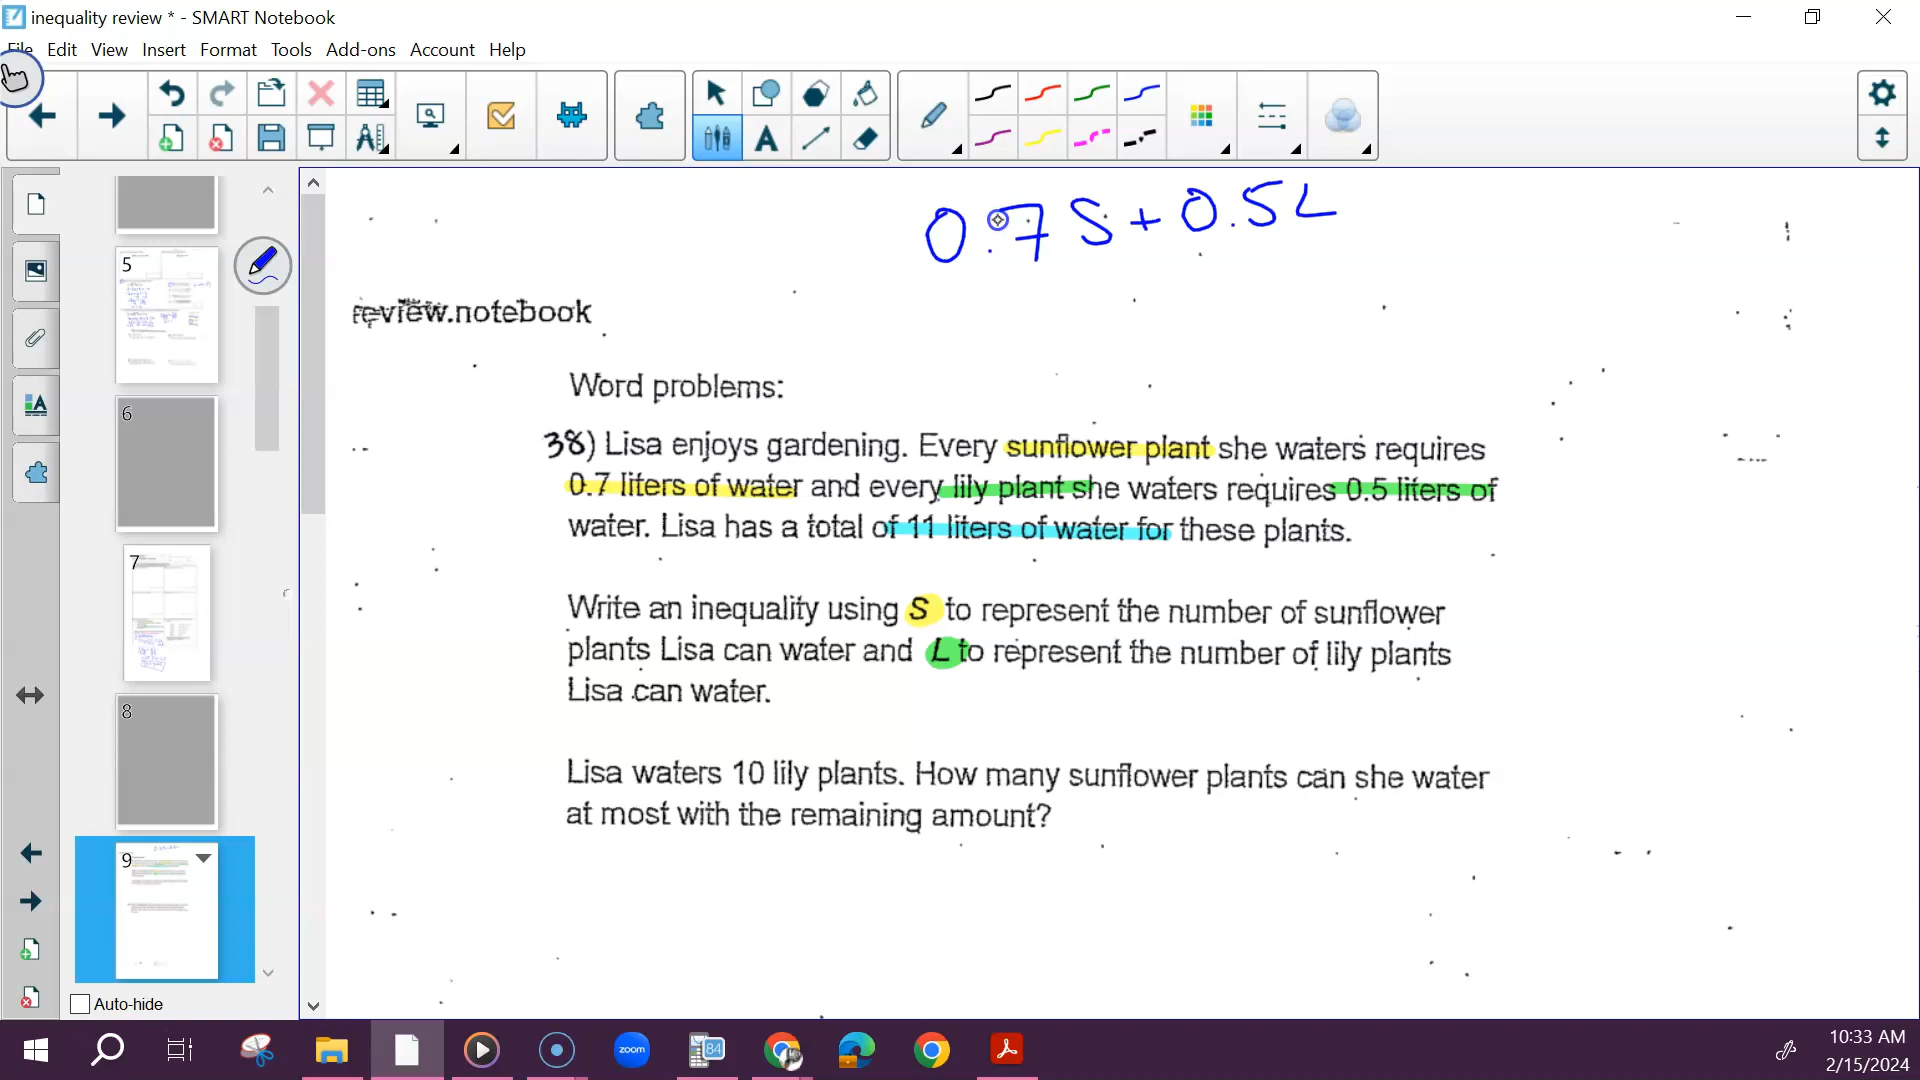 inequality review * - SMART Notebook
File Edit View Insert Format Tools Add-ons Account Help
0.7S + 0.5L
review.notebook
Word problems:
38) Lisa enjoys gardening. Every sunflower plant she waters requires
0.7 liters of water and every lily plant she waters requires 0.5 liters of
water. Lisa has a total of 11 liters of water for these plants.
Write an inequality using S to represent the number of sunflower
plants Lisa can water and L to represent the number of lily plants
Lisa can water.
Lisa waters 10 lily plants. How many sunflower plants can she water
at most with the remaining amount?
5
6
7
8
9
Auto-hide
zoom
84
10:33 AM
2/15/2024